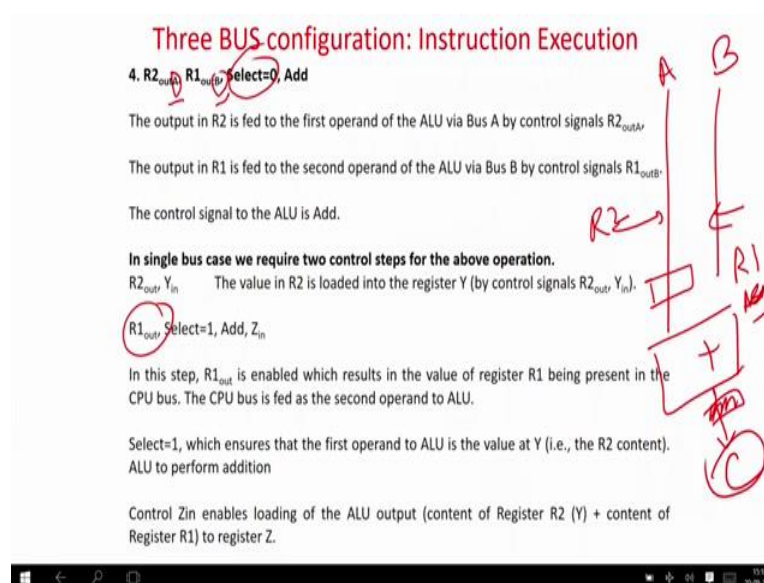 Three BUS configuration: Instruction Execution
4. R2outA, R1outB, Select=0, Add
The output in R2 is fed to the first operand of the ALU via Bus A by control signals R2outA.
The output in R1 is fed to the second operand of the ALU via Bus B by control signals R1outB.
The control signal to the ALU is Add.
In single bus case we require two control steps for the above operation.
R2out, Yin The value in R2 is loaded into the register Y (by control signals R2out, Yin).
R1out, Select=1, Add, Zin
In this step, R1out is enabled which results in the value of register R1 being present in the
CPU bus. The CPU bus is fed as the second operand to ALU.
Select=1, which ensures that the first operand to ALU is the value at Y (i.e., the R2 content).
ALU to perform addition
Control Zin enables loading of the ALU output (content of Register R2 (Y) + content of
Register R1) to register Z.
A B
R2
R1
+
C